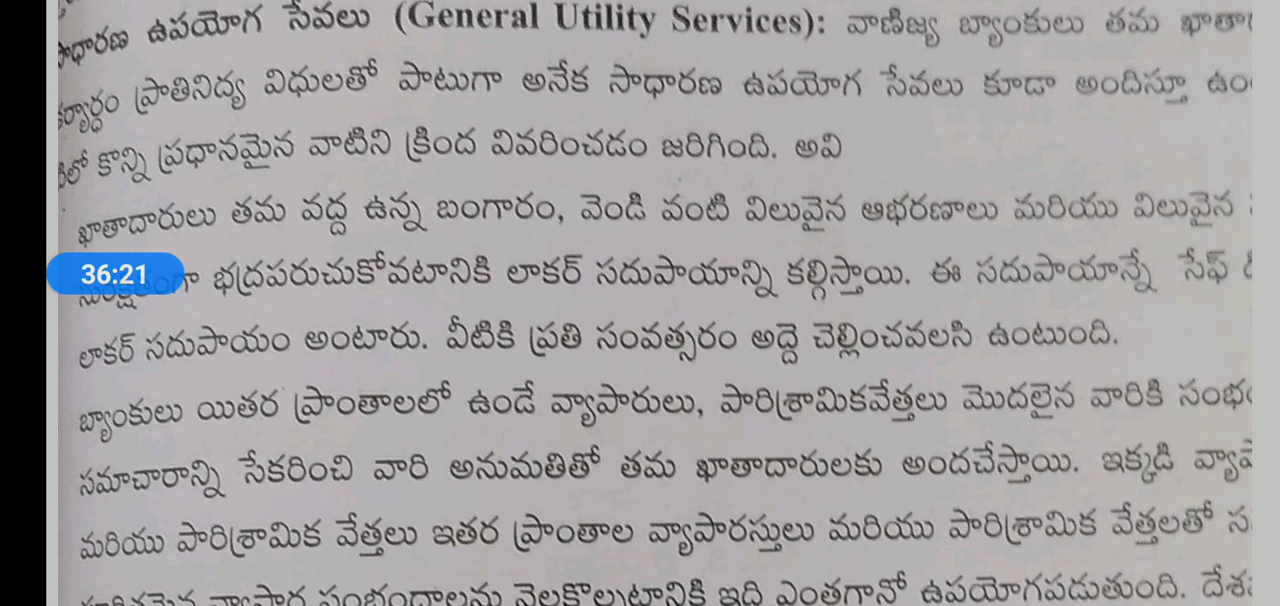 సాధారణ ఉపయోగ సేవలు (General Utility Services): వాణిజ్య బ్యాంకులు తమ
ప్రాతినిధ్య విధులతో పాటుగా అనేక సాధారణ ఉపయోగ సేవలు కూడా అందిస్తూ
కొన్ని ప్రధానమైన వాటిని క్రింద వివరించడం జరిగింది. అవి
ఖాతాదారులు తమ వద్ద ఉన్న బంగారం, వెండి వంటి విలువైన ఆభరణాలు మరియు విలువైన
36:21
భద్రపరుచుకోవటానికి లాకర్ సదుపాయాన్ని కల్గిస్తాయి. ఈ సదుపాయాన్నే సేఫ్
లాకర్ సదుపాయం అంటారు. వీటికి ప్రతి సంవత్సరం అద్దె చెల్లించవలసి ఉంటుంది.
బ్యాంకులు యితర ప్రాంతాలలో ఉండే వ్యాపారులు, పారిశ్రామికవేత్తలు మొదలైన వారికి
సమాచారాన్ని సేకరించి వారి అనుమతితో తమ ఖాతాదారులకు అందచేస్తాయి. ఇక్కడి
మరియు పారిశ్రామిక వేత్తలు ఇతర ప్రాంతాల వ్యాపారస్తులు మరియు పారిశ్రామిక వేత్తలతో
వ్యాపార సంబంధాలను నెలకొల్పటానికి ఇది ఎంతగానో ఉపయోగపడుతుంది.